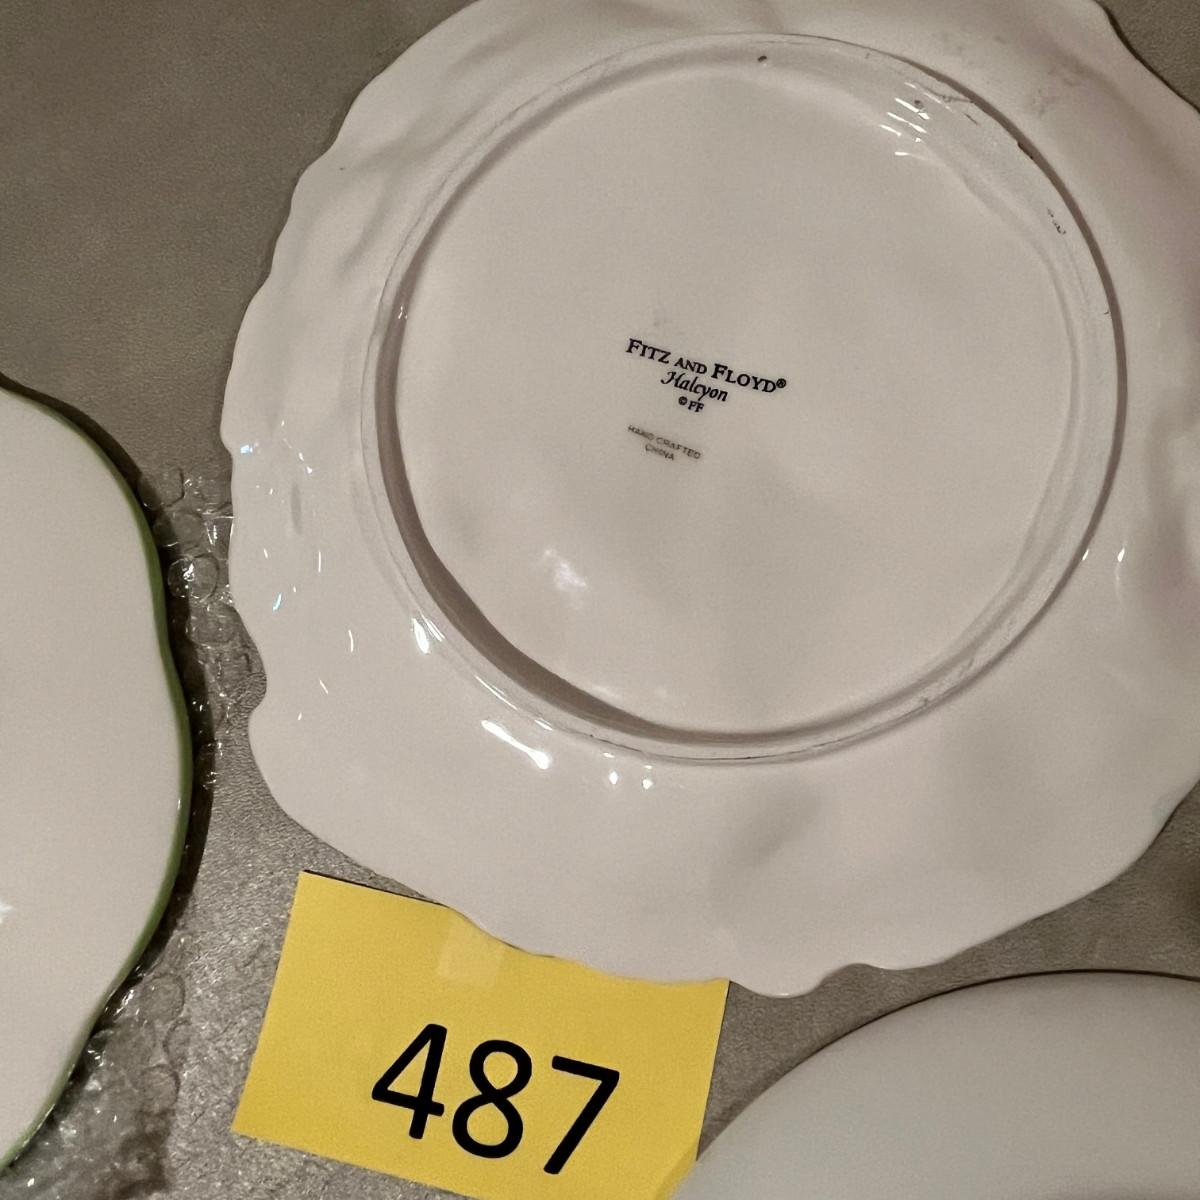 FITZ AND FLOYD®
Halcyon
©FF
HAND CRAFTED
CHINA
487